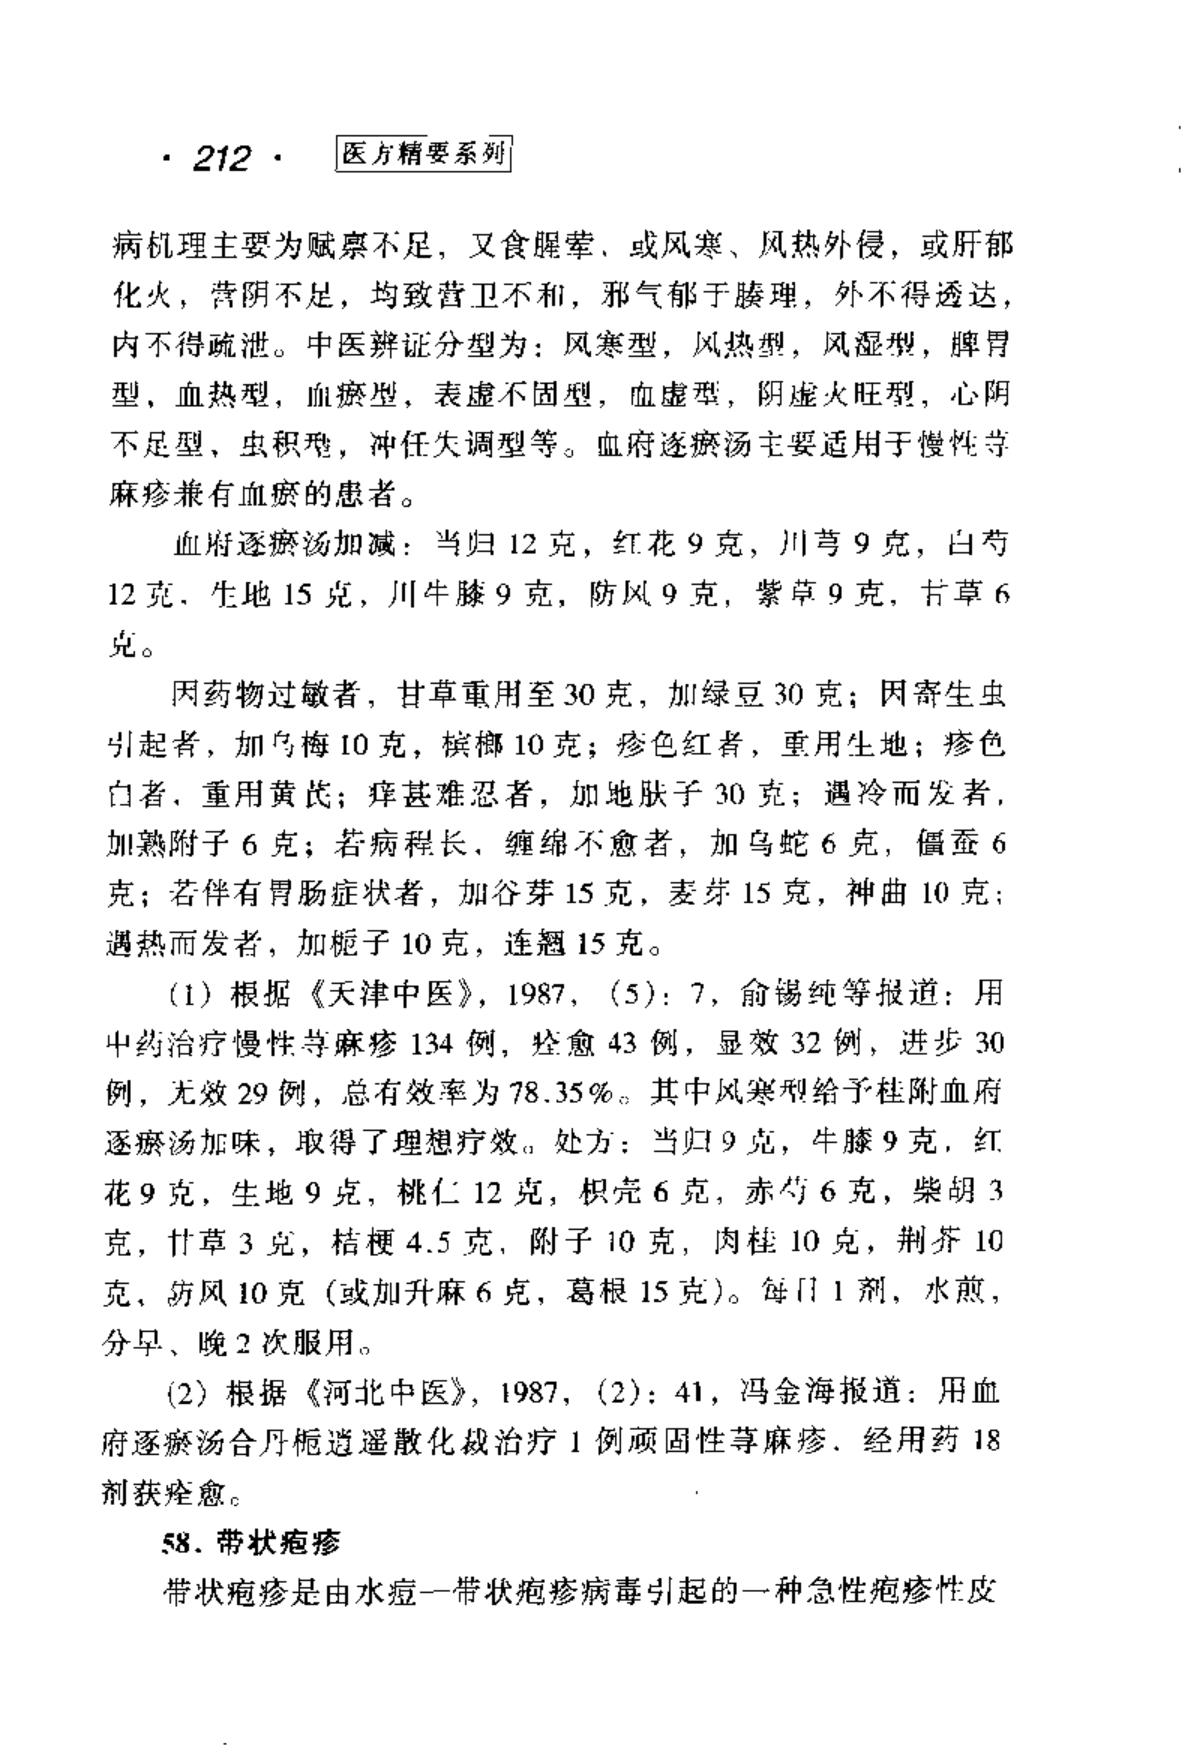 · 212 · 医方精要系列
病机理主要为赋禀不足，又食腥荤、或风寒、风热外侵，或肝郁
化火，营阴不足，均致营卫不和，邪气郁于腠理，外不得透达，
内不得疏泄。中医辨证分型为：风寒型，风热型，风湿型，脾胃
型，血热型，血瘀型，表虚不固型，血虚型，阴虚火旺型，心阴
不足型，虫积型，冲任失调型等。血府逐瘀汤主要适用于慢性荨
麻疹兼有血瘀的患者。
血府逐瘀汤加减：当归 12 克，红花 9 克，川芎 9 克，白芍
12 克，生地 15 克，川牛膝 9 克，防风 9 克，紫草 9 克，甘草 6
克。
因药物过敏者，甘草重用至 30 克，加绿豆 30 克；因寄生虫
引起者，加乌梅 10 克，槟榔 10 克；疹色红者，重用生地；疹色
白者，重用黄芪；痒甚难忍者，加地肤子 30 克；遇冷而发者，
加熟附子 6 克；若病程长，缠绵不愈者，加乌蛇 6 克，僵蚕 6
克；若伴有胃肠症状者，加谷芽 15 克，麦芽 15 克，神曲 10 克；
遇热而发者，加栀子 10 克，连翘 15 克。
(1) 根据《天津中医》，1987，(5)：7，俞锡纯等报道：用
中药治疗慢性荨麻疹 134 例，痊愈 43 例，显效 32 例，进步 30
例，无效 29 例，总有效率为 78.35%。其中风寒型给予桂附血府
逐瘀汤加味，取得了理想疗效。处方：当归 9 克，牛膝 9 克，红
花 9 克，生地 9 克，桃仁 12 克，枳壳 6 克，赤芍 6 克，柴胡 3
克，甘草 3 克，桔梗 4.5 克，附子 10 克，肉桂 10 克，荆芥 10
克，防风 10 克（或加升麻 6 克，葛根 15 克）。每日 1 剂，水煎，
分早、晚 2 次服用。
(2) 根据《河北中医》，1987，(2)：41，冯金海报道：用血
府逐瘀汤合丹栀逍遥散化裁治疗 1 例顽固性荨麻疹，经用药 18
剂获痊愈。
58. 带状疱疹
带状疱疹是由水痘—带状疱疹病毒引起的一种急性疱疹性皮